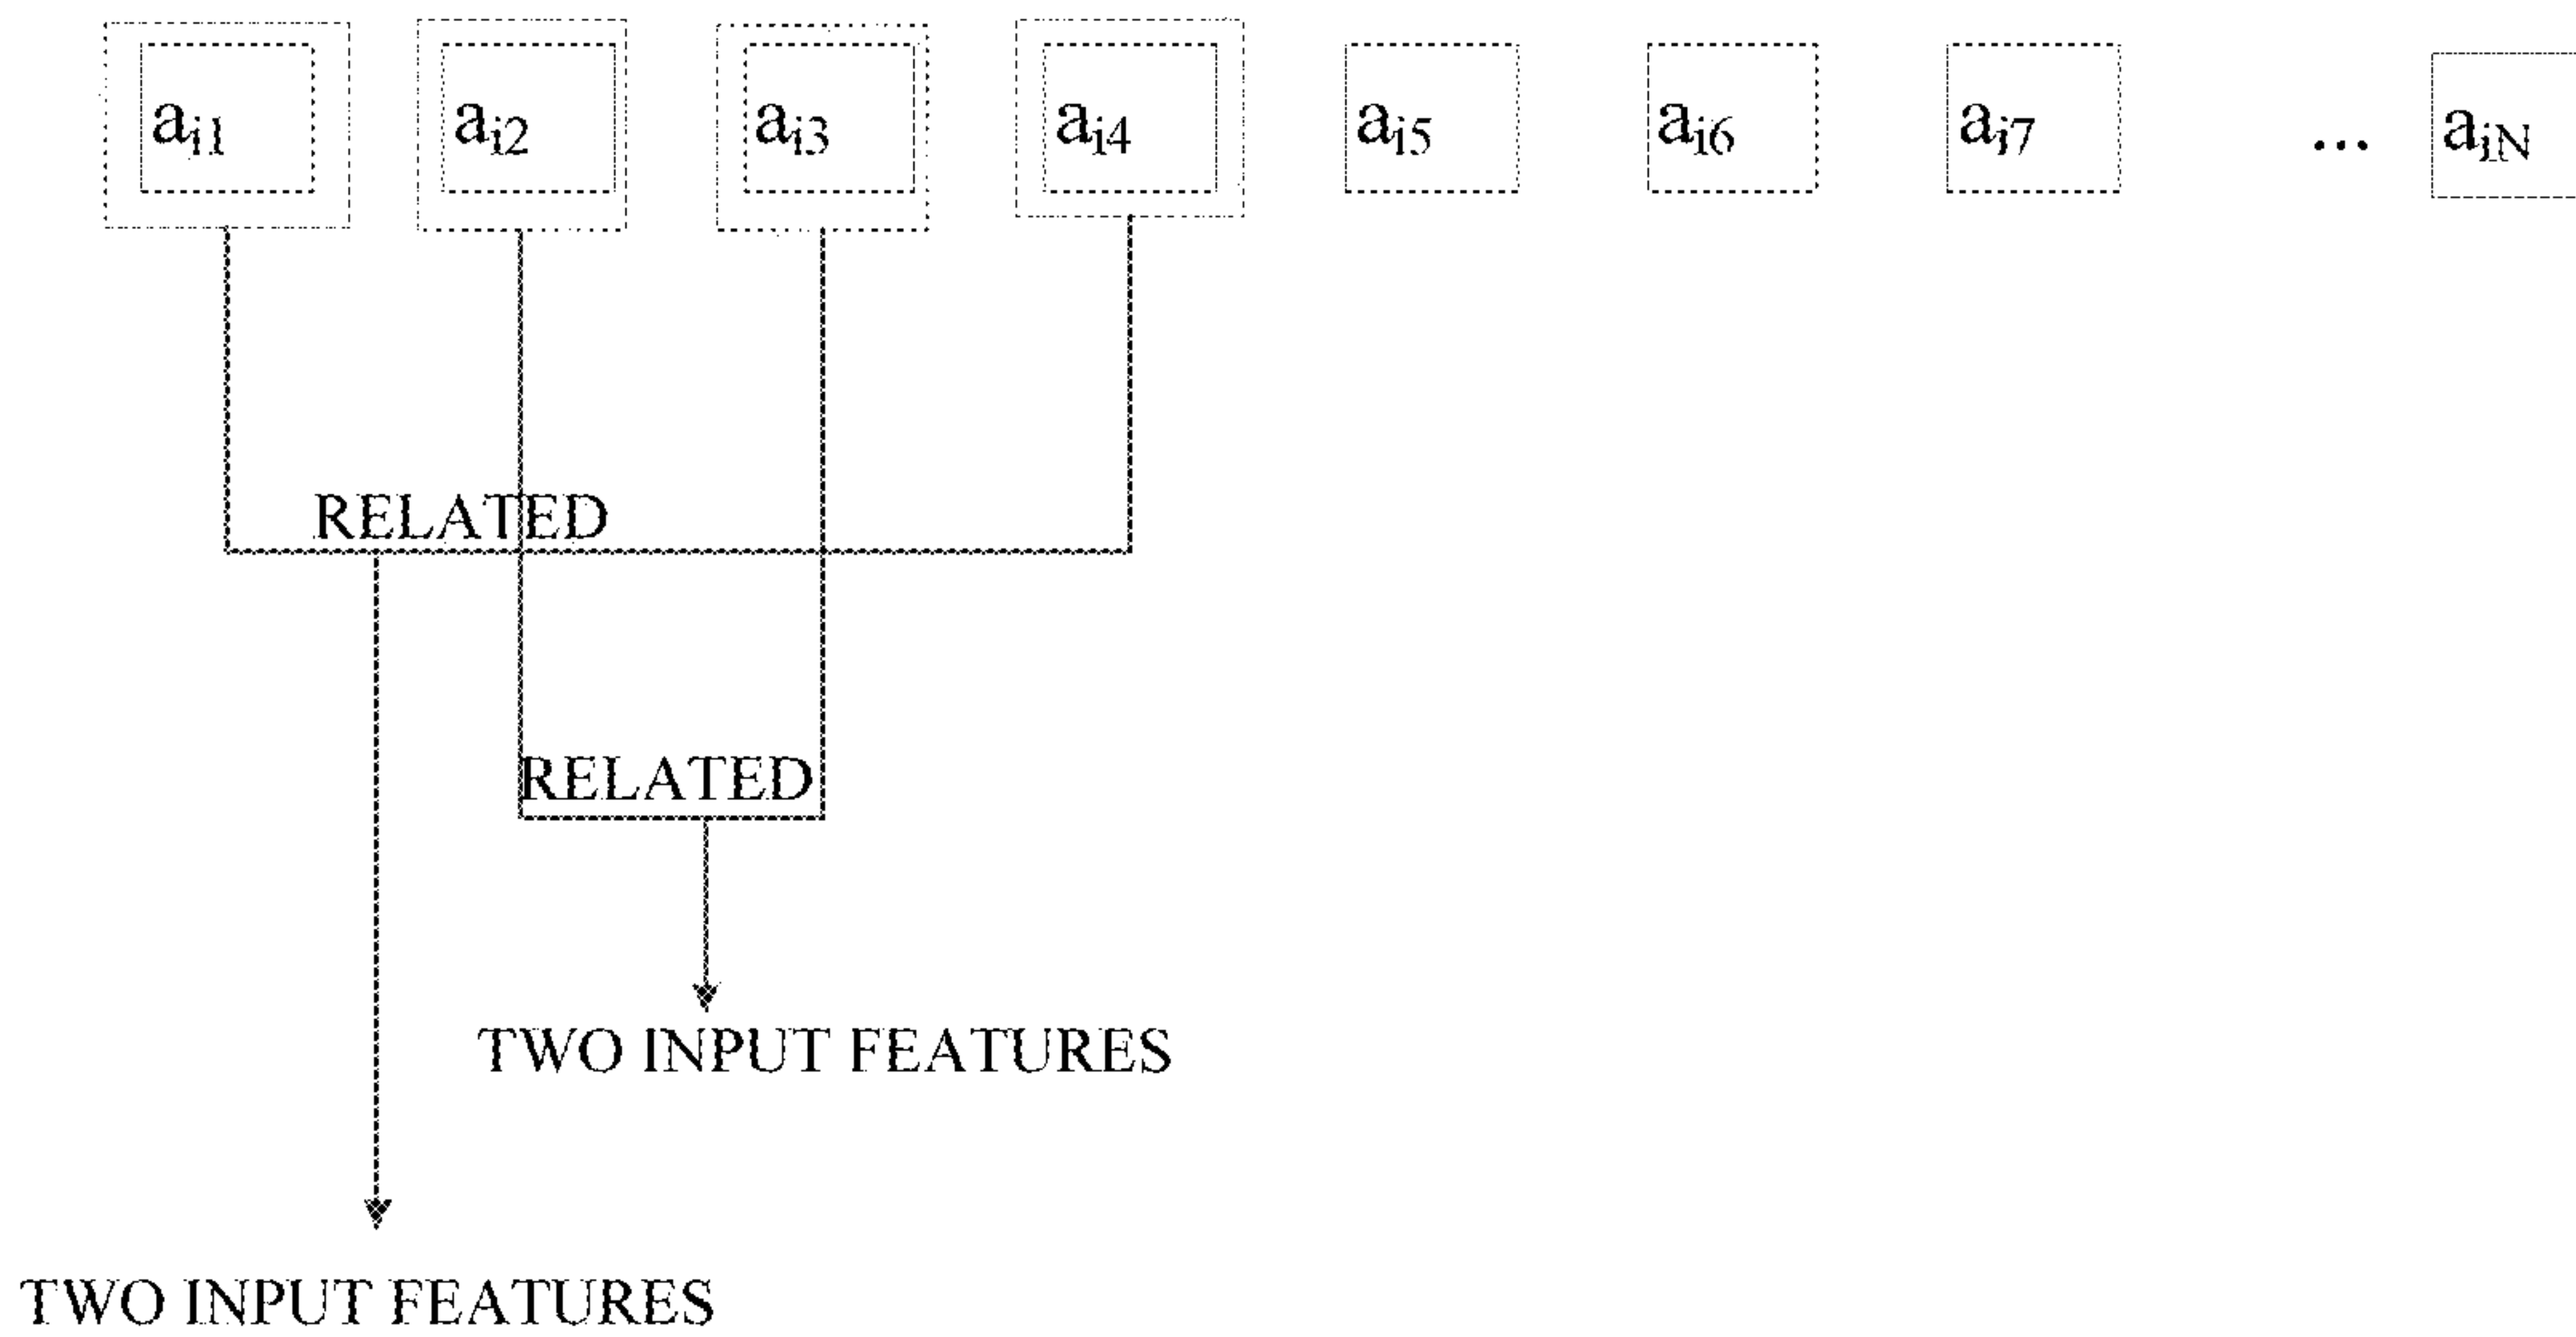 ai1 ai2 ai3 ai4 ai5 ai6 ai7 ... aiN
RELATED
RELATED
TWO INPUT FEATURES
TWO INPUT FEATURES